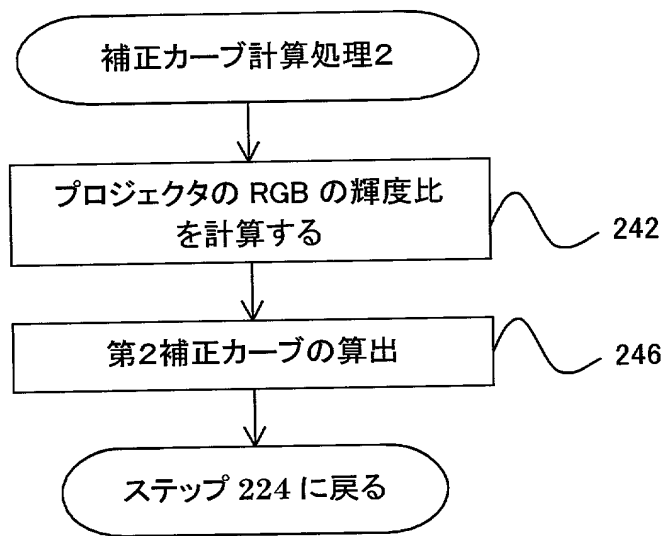 補正カーブ計算処理2
プロジェクタの RGB の輝度比
を計算する
242
第2補正カーブの算出
246
ステップ 224 に戻る